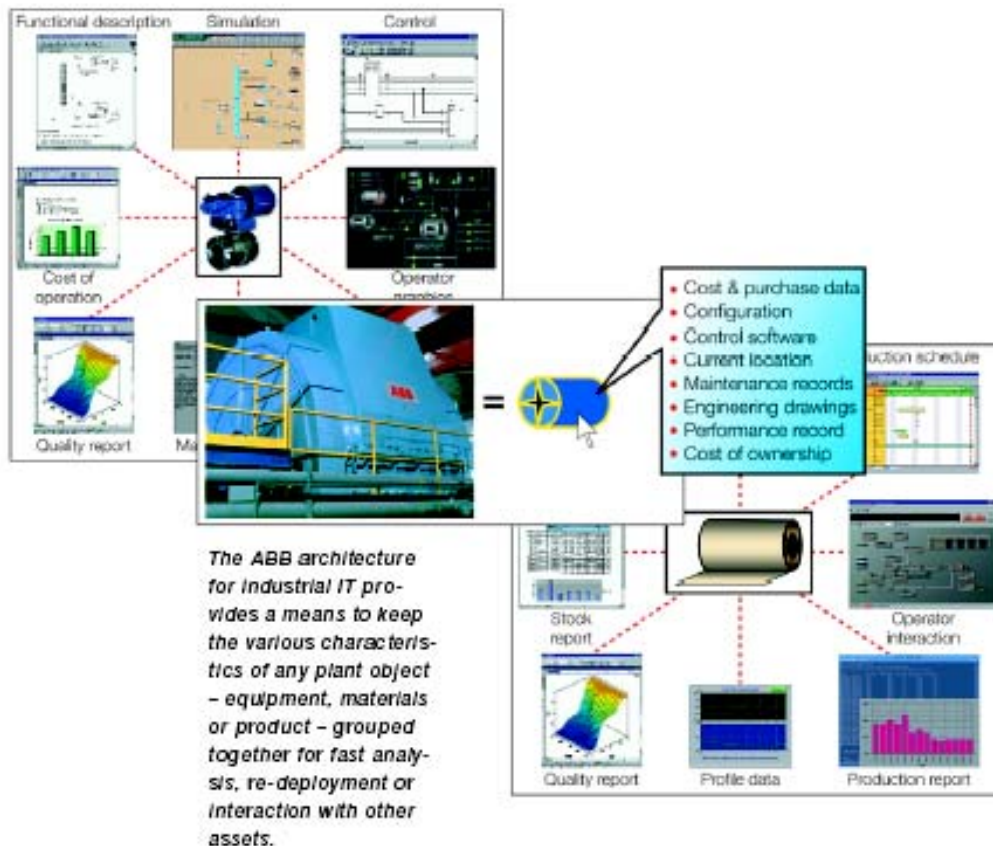 Functional description
Simulation
Control
Cost of
operation
Operator
graphics
Quality report
Ma
ABB
=
• Cost & purchase data
• Configuration
• Control software
• Current location
• Maintenance records
• Engineering drawings
• Performance record
• Cost of ownership
uction schedule
Stock
report
Operator
interaction
Quality report
Profile data
Production report
The ABB architecture
for industrial IT pro-
vides a means to keep
the various characteris-
tics of any plant object
– equipment, materials
or product – grouped
together for fast analy-
sis, re-deployment or
interaction with other
assets.